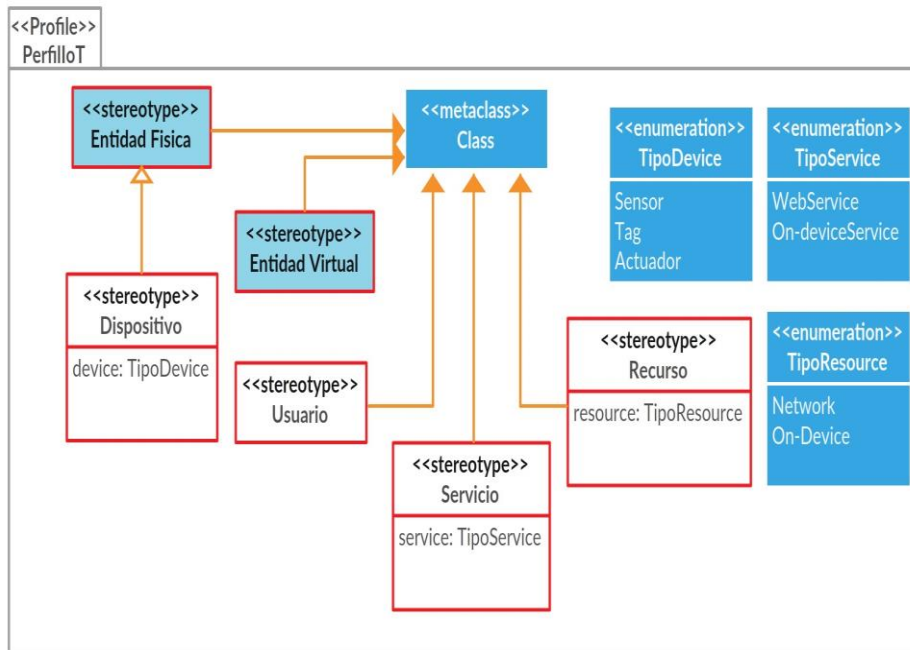 <<Profile>>
PerfilIoT
<<stereotype>>
Entidad Fisica
<<metaclass>>
Class
<<enumeration>>
TipoDevice
Sensor
Tag
Actuador
<<enumeration>>
TipoService
WebService
On-deviceService
<<stereotype>>
Entidad Virtual
<<stereotype>>
Dispositivo
device: TipoDevice
<<stereotype>>
Usuario
<<stereotype>>
Recurso
resource: TipoResource
<<enumeration>>
TipoResource
Network
On-Device
<<stereotype>>
Servicio
service: TipoService